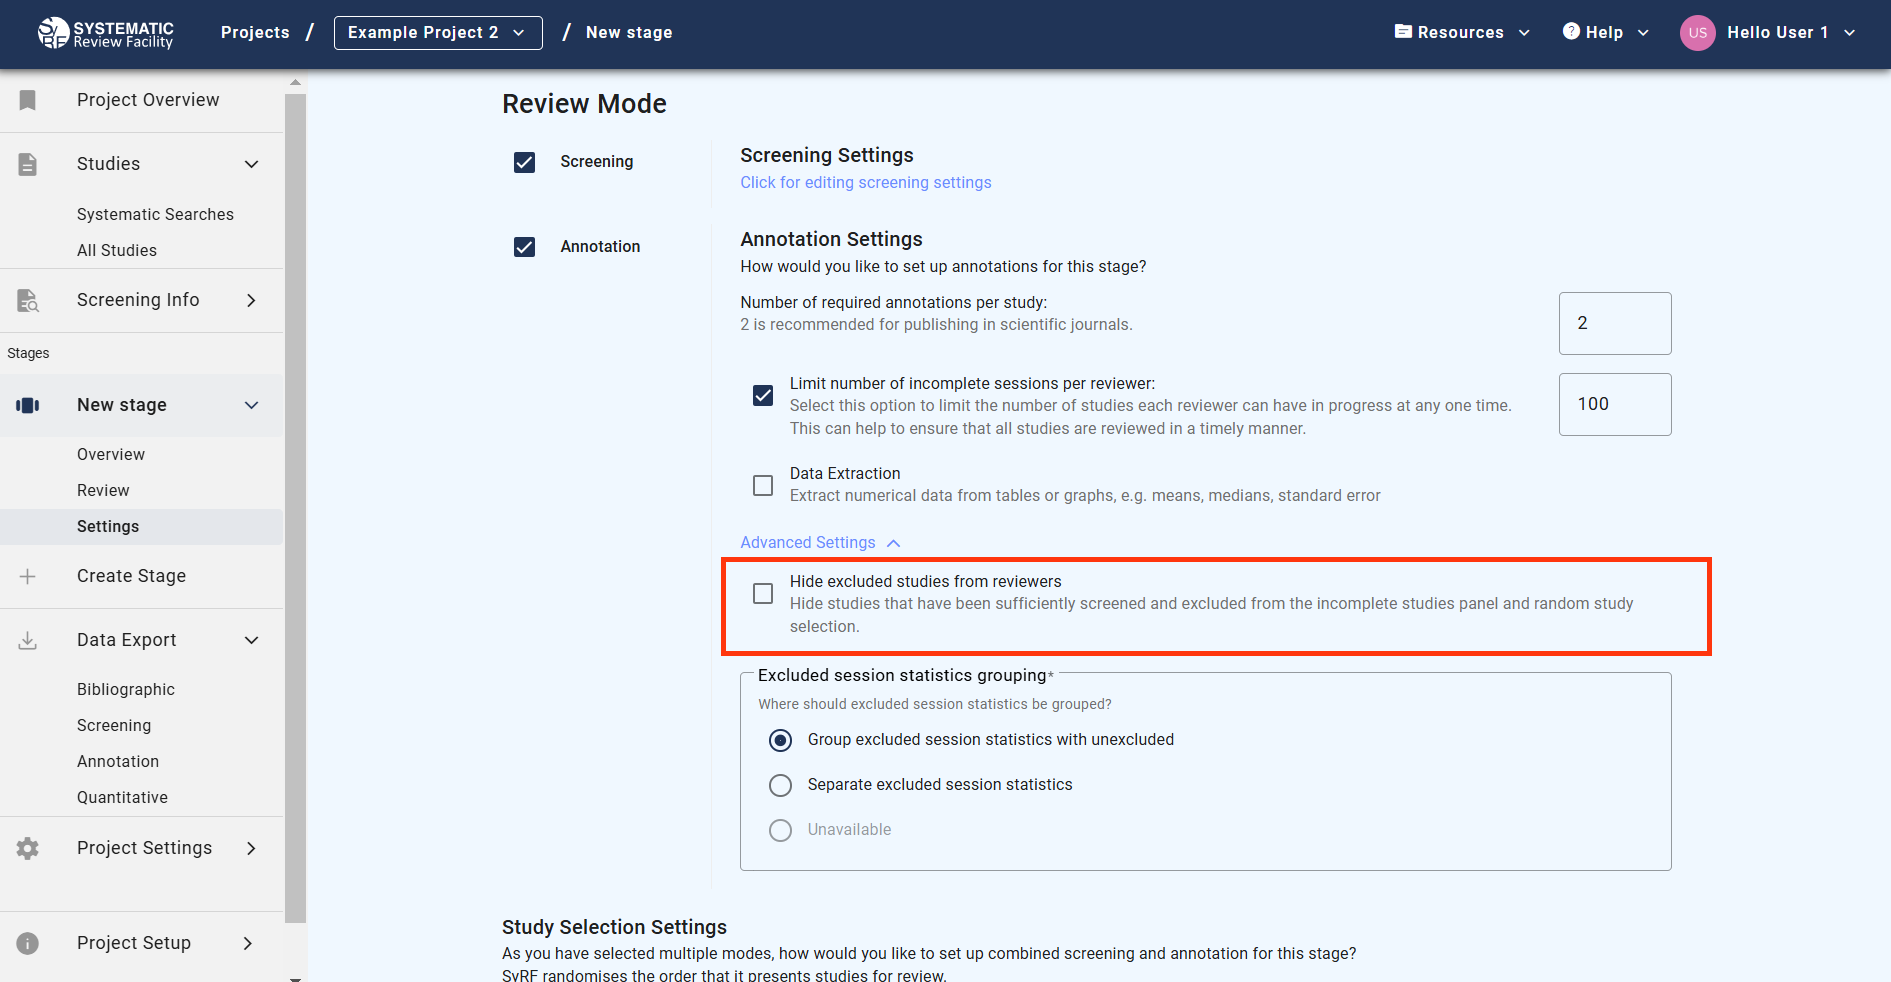 SYSTEMATIC
Review Facility
Projects / Example Project 2 / New stage
Resources
? Help
US Hello User 1
Project Overview
Studies
Systematic Searches
All Studies
Screening Info
Stages
New stage
Overview
Review
Settings
Create Stage
Data Export
Bibliographic
Screening
Annotation
Quantitative
Project Settings
Project Setup
Review Mode
Screening
Screening Settings
Click for editing screening settings
Annotation
Annotation Settings
How would you like to set up annotations for this stage?
Number of required annotations per study:
2 is recommended for publishing in scientific journals.
2
Limit number of incomplete sessions per reviewer:
Select this option to limit the number of studies each reviewer can have in progress at any one time.
This can help to ensure that all studies are reviewed in a timely manner.
100
Data Extraction
Extract numerical data from tables or graphs, e.g. means, medians, standard error
Advanced Settings
Hide excluded studies from reviewers
Hide studies that have been sufficiently screened and excluded from the incomplete studies panel and random study
selection.
Excluded session statistics grouping*
Where should excluded session statistics be grouped?
Group excluded session statistics with unexcluded
Separate excluded session statistics
Unavailable
Study Selection Settings
As you have selected multiple modes, how would you like to set up combined screening and annotation for this stage?
SyRF randomises the order that it presents studies for review.